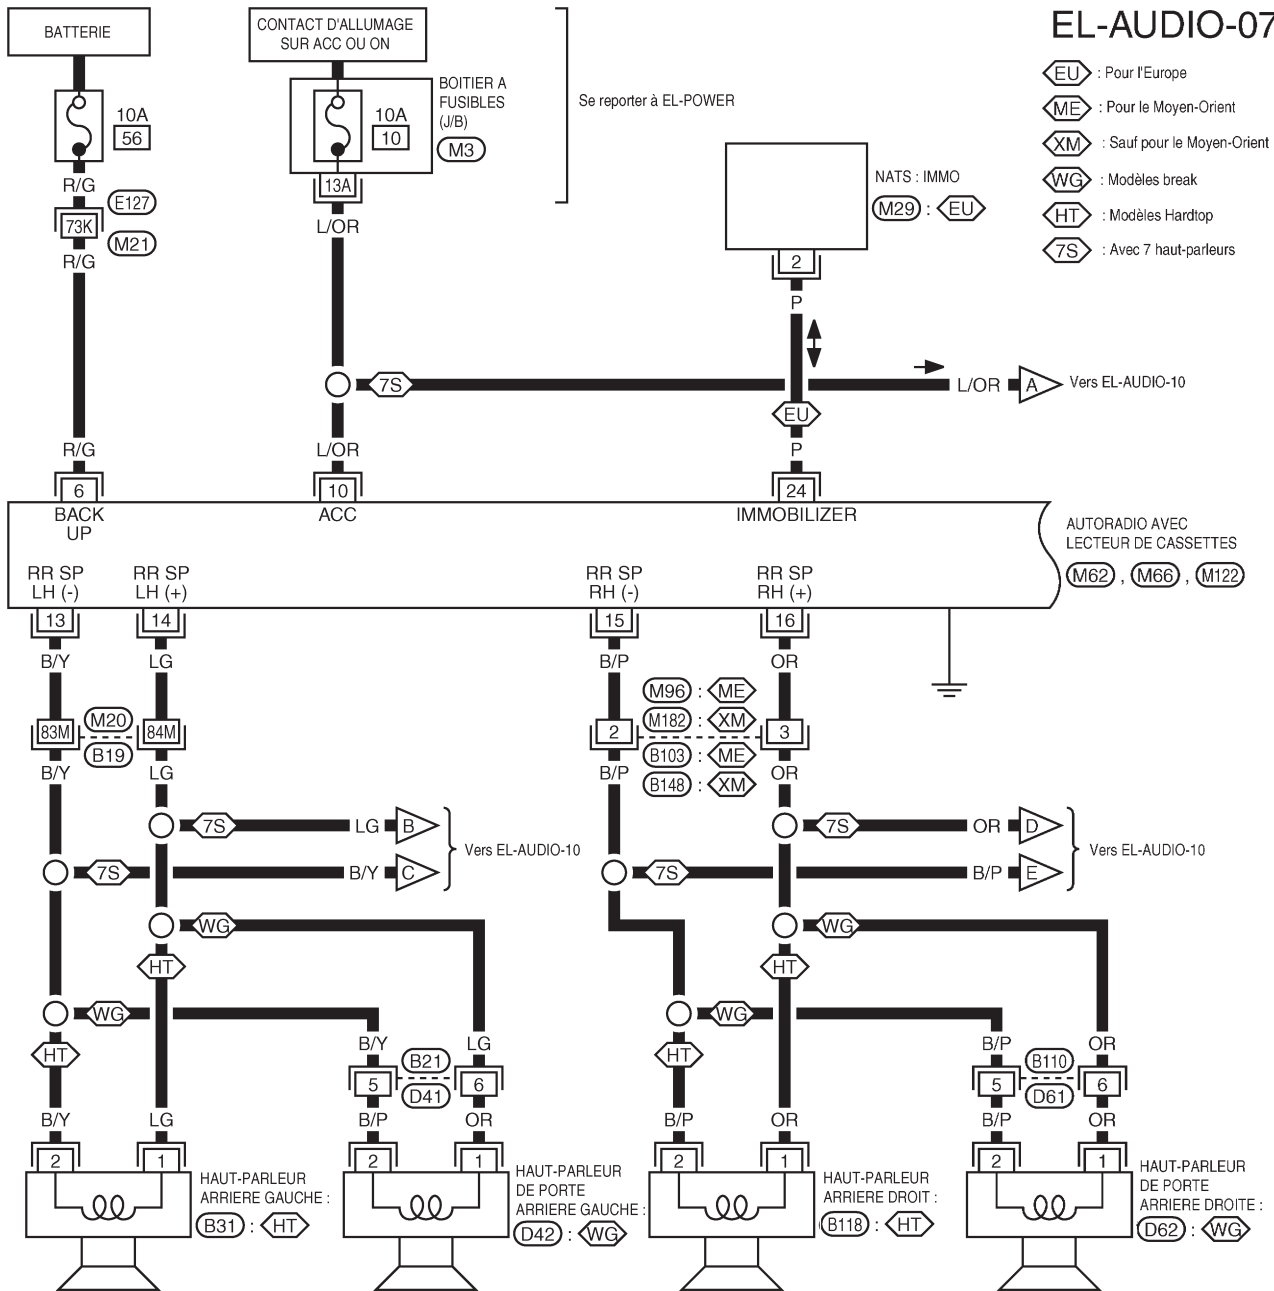 EL-AUDIO-07
BATTERIE
CONTACT D'ALLUMAGE
SUR ACC OU ON
10A
56
10A
10
BOITIER A
FUSIBLES
(J/B)
M3
Se reporter à EL-POWER
EU : Pour l'Europe
ME : Pour le Moyen-Orient
XM : Sauf pour le Moyen-Orient
WG : Modèles break
HT : Modèles Hardtop
7S : Avec 7 haut-parleurs
NATS : IMMO
M29 : EU
R/G
E127
73K
M21
R/G
13A
L/OR
2
P
7S
L/OR
A
Vers EL-AUDIO-10
EU
R/G
L/OR
P
6
10
24
BACK
UP
ACC
IMMOBILIZER
AUTORADIO AVEC
LECTEUR DE CASSETTES
M62 , M66 , M122
RR SP
LH (-)
RR SP
LH (+)
RR SP
RH (-)
RR SP
RH (+)
13
14
15
16
B/Y
LG
B/P
OR
83M
M20
84M
B19
2
M96 : ME
M182 : XM
3
B103 : ME
B148 : XM
B/Y
LG
B/P
OR
7S
LG
B
7S
B/Y
C
Vers EL-AUDIO-10
7S
OR
D
7S
B/P
E
Vers EL-AUDIO-10
WG
WG
HT
HT
WG
WG
HT
HT
B/Y
LG
B/P
OR
5
B21
6
D41
5
B110
6
D61
B/Y
LG
B/P
OR
B/P
OR
B/P
OR
2
1
2
1
2
1
2
1
HAUT-PARLEUR
ARRIERE GAUCHE :
B31 : HT
HAUT-PARLEUR
DE PORTE
ARRIERE GAUCHE :
D42 : WG
HAUT-PARLEUR
ARRIERE DROIT :
B118 : HT
HAUT-PARLEUR
DE PORTE
ARRIERE DROITE :
D62 : WG